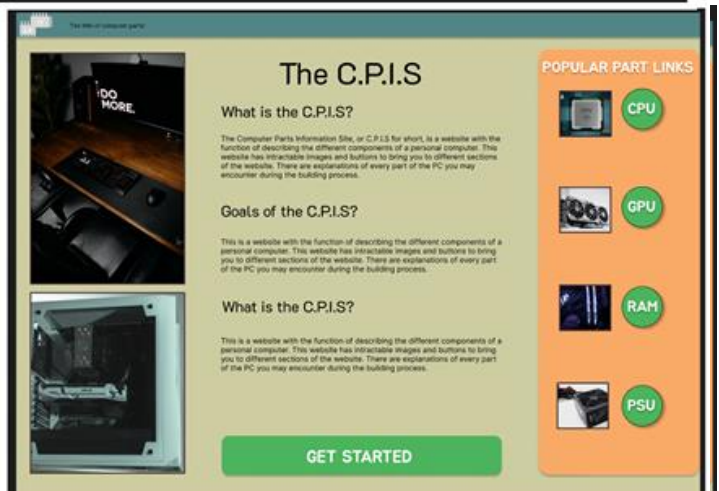 The C.P.I.S
What is the C.P.I.S?
The Computer Parts Information Site, or C.P.I.S for short, is a website with the
function of describing the different components of a personal computer. This
website has intractable images and buttons to bring you to different sections
of the website. There are explanations of every part of the PC you may
encounter during the building process.
Goals of the C.P.I.S?
This is a website with the function of describing the different components of a
personal computer. This website has intractable images and buttons to bring
you to different sections of the website. There are explanations of every part
of the PC you may encounter during the building process.
What is the C.P.I.S?
This is a website with the function of describing the different components of a
personal computer. This website has intractable images and buttons to bring
you to different sections of the website. There are explanations of every part
of the PC you may encounter during the building process.
GET STARTED
DO
MORE.
POPULAR PART LINKS
CPU
GPU
RAM
PSU